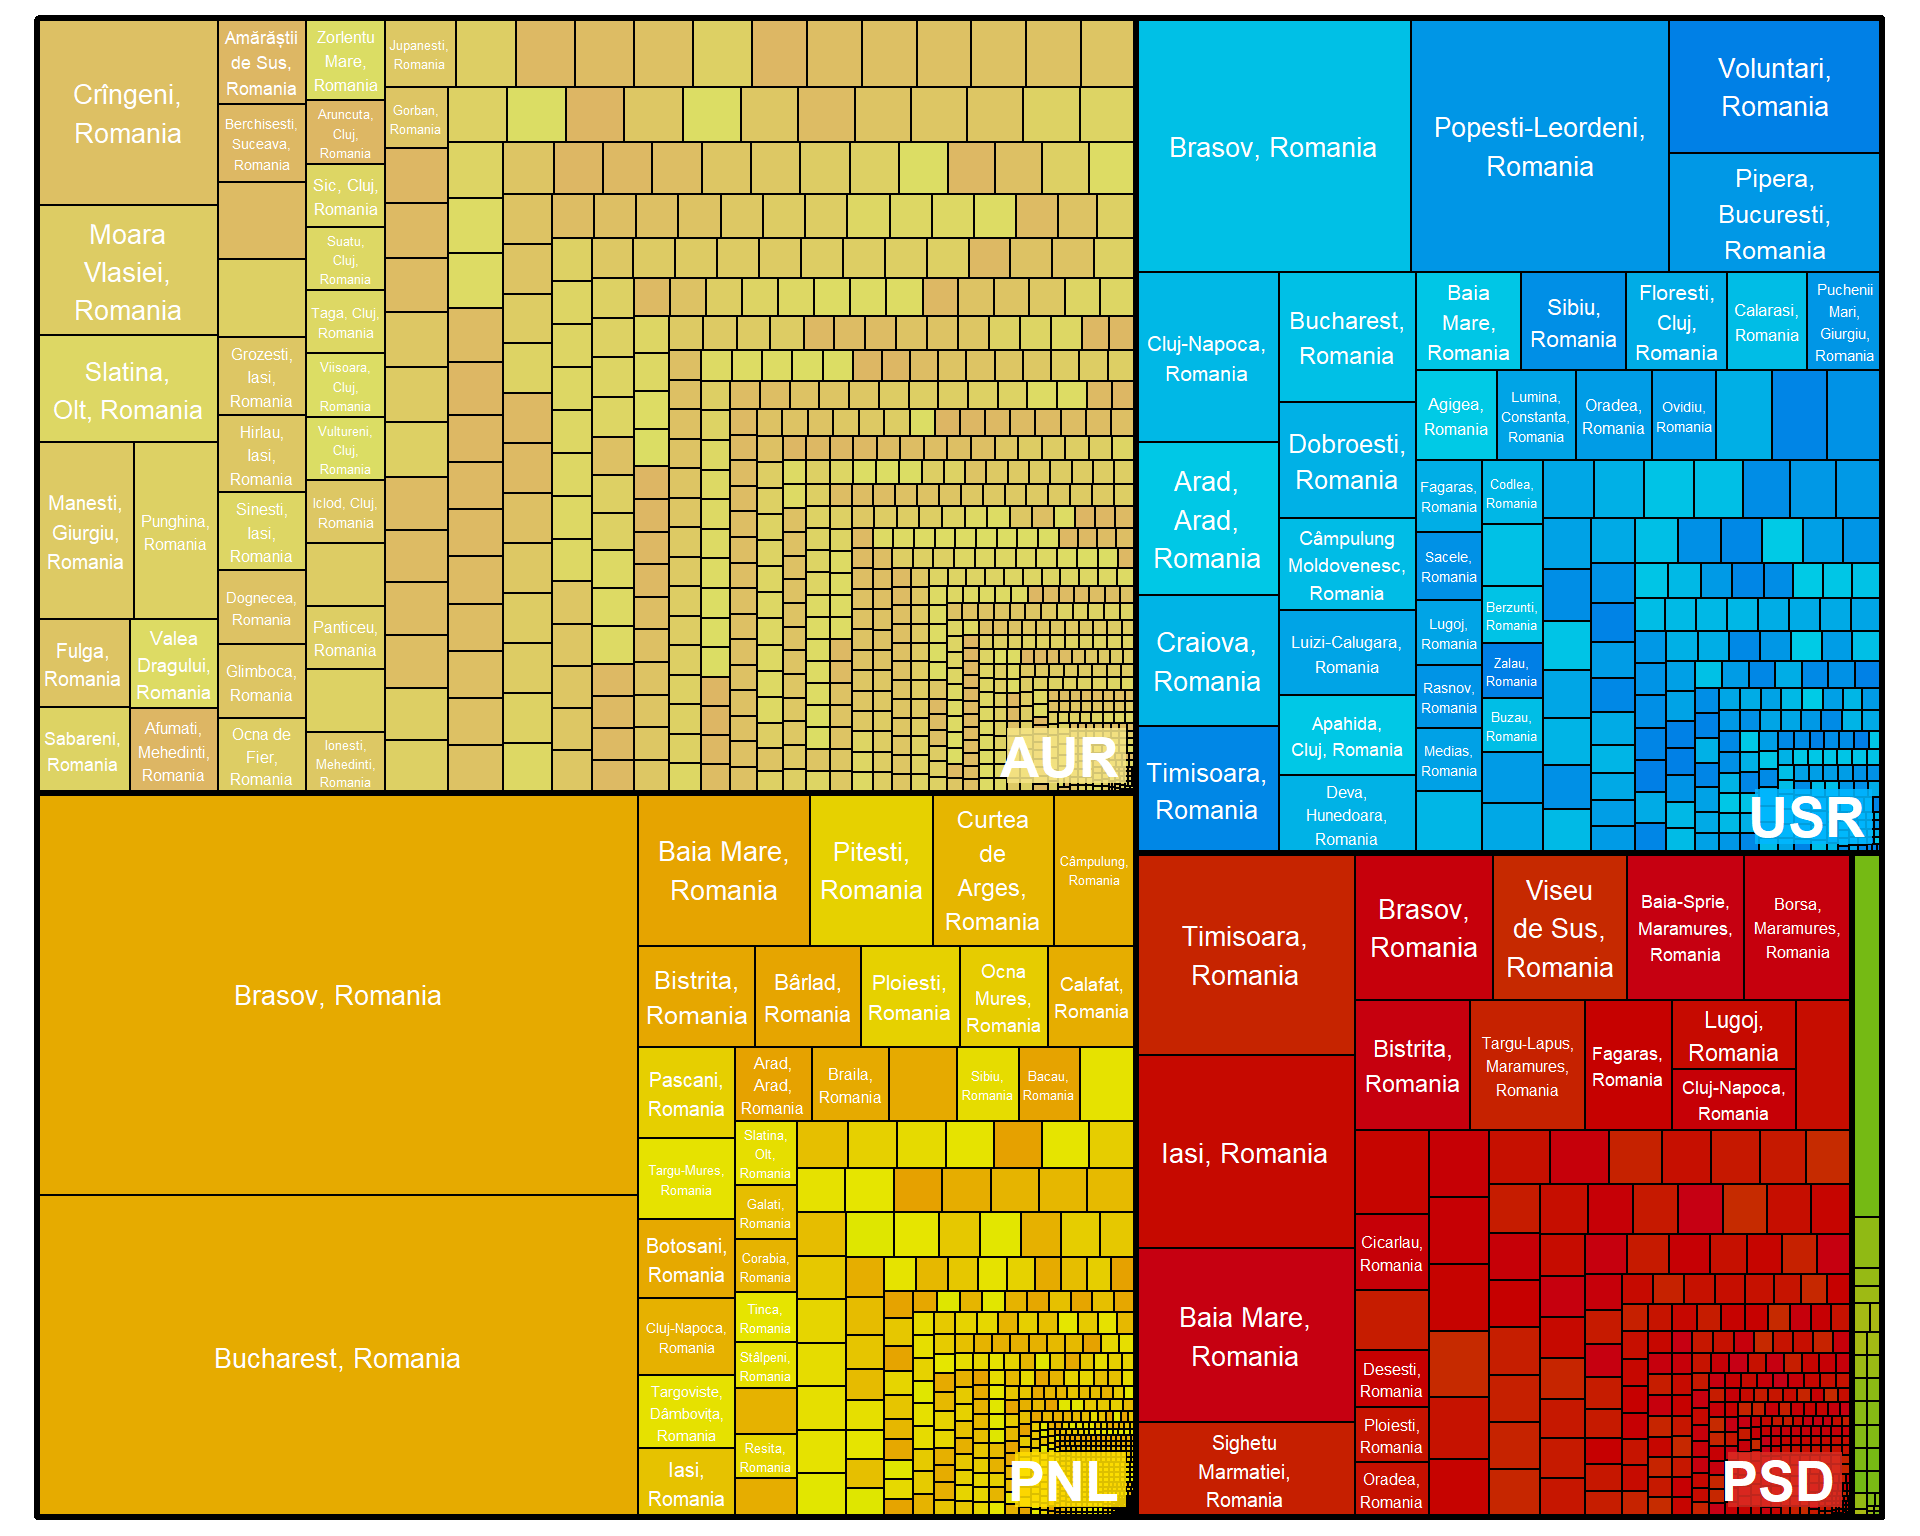 Crîngeni,
Romania
Moara
Vlasiei,
Romania
Slatina,
Olt, Romania
Manesti,
Giurgiu,
Romania
Punghina,
Romania
Fulga,
Romania
Valea
Dragului,
Romania
Sabareni,
Romania
Afumati,
Mehedinti,
Romania
Amărăștii
de Sus,
Romania
Berchisesti,
Suceava,
Romania
Grozesti,
Iasi,
Romania
Hirlau,
Iasi,
Romania
Sinesti,
Iasi,
Romania
Dognecea,
Romania
Glimboca,
Romania
Ocna de
Fier,
Romania
Zorlentu
Mare,
Romania
Aruncuta,
Cluj,
Romania
Sic, Cluj,
Romania
Suatu,
Cluj,
Romania
Taga, Cluj,
Romania
Viisoara,
Cluj,
Romania
Vultureni,
Cluj,
Romania
Iclod, Cluj,
Romania
Panticeu,
Romania
Ionesti,
Mehedinti,
Romania
Jupanesti,
Romania
Gorban,
Romania
AUR
Brasov, Romania
Popesti-Leordeni,
Romania
Voluntari,
Romania
Pipera,
Bucuresti,
Romania
Cluj-Napoca,
Romania
Arad,
Arad,
Romania
Craiova,
Romania
Timisoara,
Romania
Bucharest,
Romania
Dobroesti,
Romania
Câmpulung
Moldovenesc,
Romania
Luizi-Calugara,
Romania
Apahida,
Cluj, Romania
Deva,
Hunedoara,
Romania
Baia
Mare,
Romania
Sibiu,
Romania
Floresti,
Cluj,
Romania
Calarasi,
Romania
Puchenii
Mari,
Giurgiu,
Romania
Agigea,
Romania
Lumina,
Constanta,
Romania
Oradea,
Romania
Ovidiu,
Romania
Fagaras,
Romania
Sacele,
Romania
Lugoj,
Romania
Rasnov,
Romania
Medias,
Romania
Codlea,
Romania
Berzunti,
Romania
Zalau,
Romania
Buzau,
Romania
USR
Brasov, Romania
Bucharest, Romania
Baia Mare,
Romania
Pitesti,
Romania
Curtea
de
Arges,
Romania
Câmpulung,
Romania
Bistrita,
Romania
Bârlad,
Romania
Ploiesti,
Romania
Ocna
Mures,
Romania
Calafat,
Romania
Pascani,
Romania
Targu-Mures,
Romania
Botosani,
Romania
Cluj-Napoca,
Romania
Targoviste,
Dâmbovița,
Romania
Iasi,
Romania
Arad,
Arad,
Romania
Braila,
Romania
Sibiu,
Romania
Bacau,
Romania
Slatina,
Olt,
Romania
Galati,
Romania
Corabia,
Romania
Tinca,
Romania
Stâlpeni,
Romania
Resita,
Romania
PNL
Timisoara,
Romania
Iasi, Romania
Baia Mare,
Romania
Sighetu
Marmatiei,
Romania
Brasov,
Romania
Viseu
de Sus,
Romania
Baia-Sprie,
Maramures,
Romania
Borsa,
Maramures,
Romania
Bistrita,
Romania
Targu-Lapus,
Maramures,
Romania
Fagaras,
Romania
Lugoj,
Romania
Cluj-Napoca,
Romania
Cicarlau,
Romania
Desesti,
Romania
Ploiesti,
Romania
Oradea,
Romania
PSD